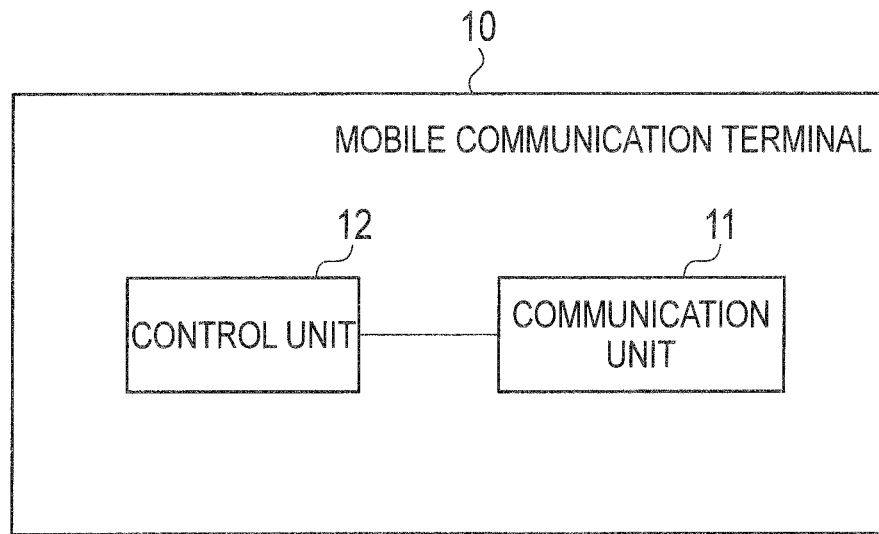 10
MOBILE COMMUNICATION TERMINAL
12
11
CONTROL UNIT
COMMUNICATION
UNIT